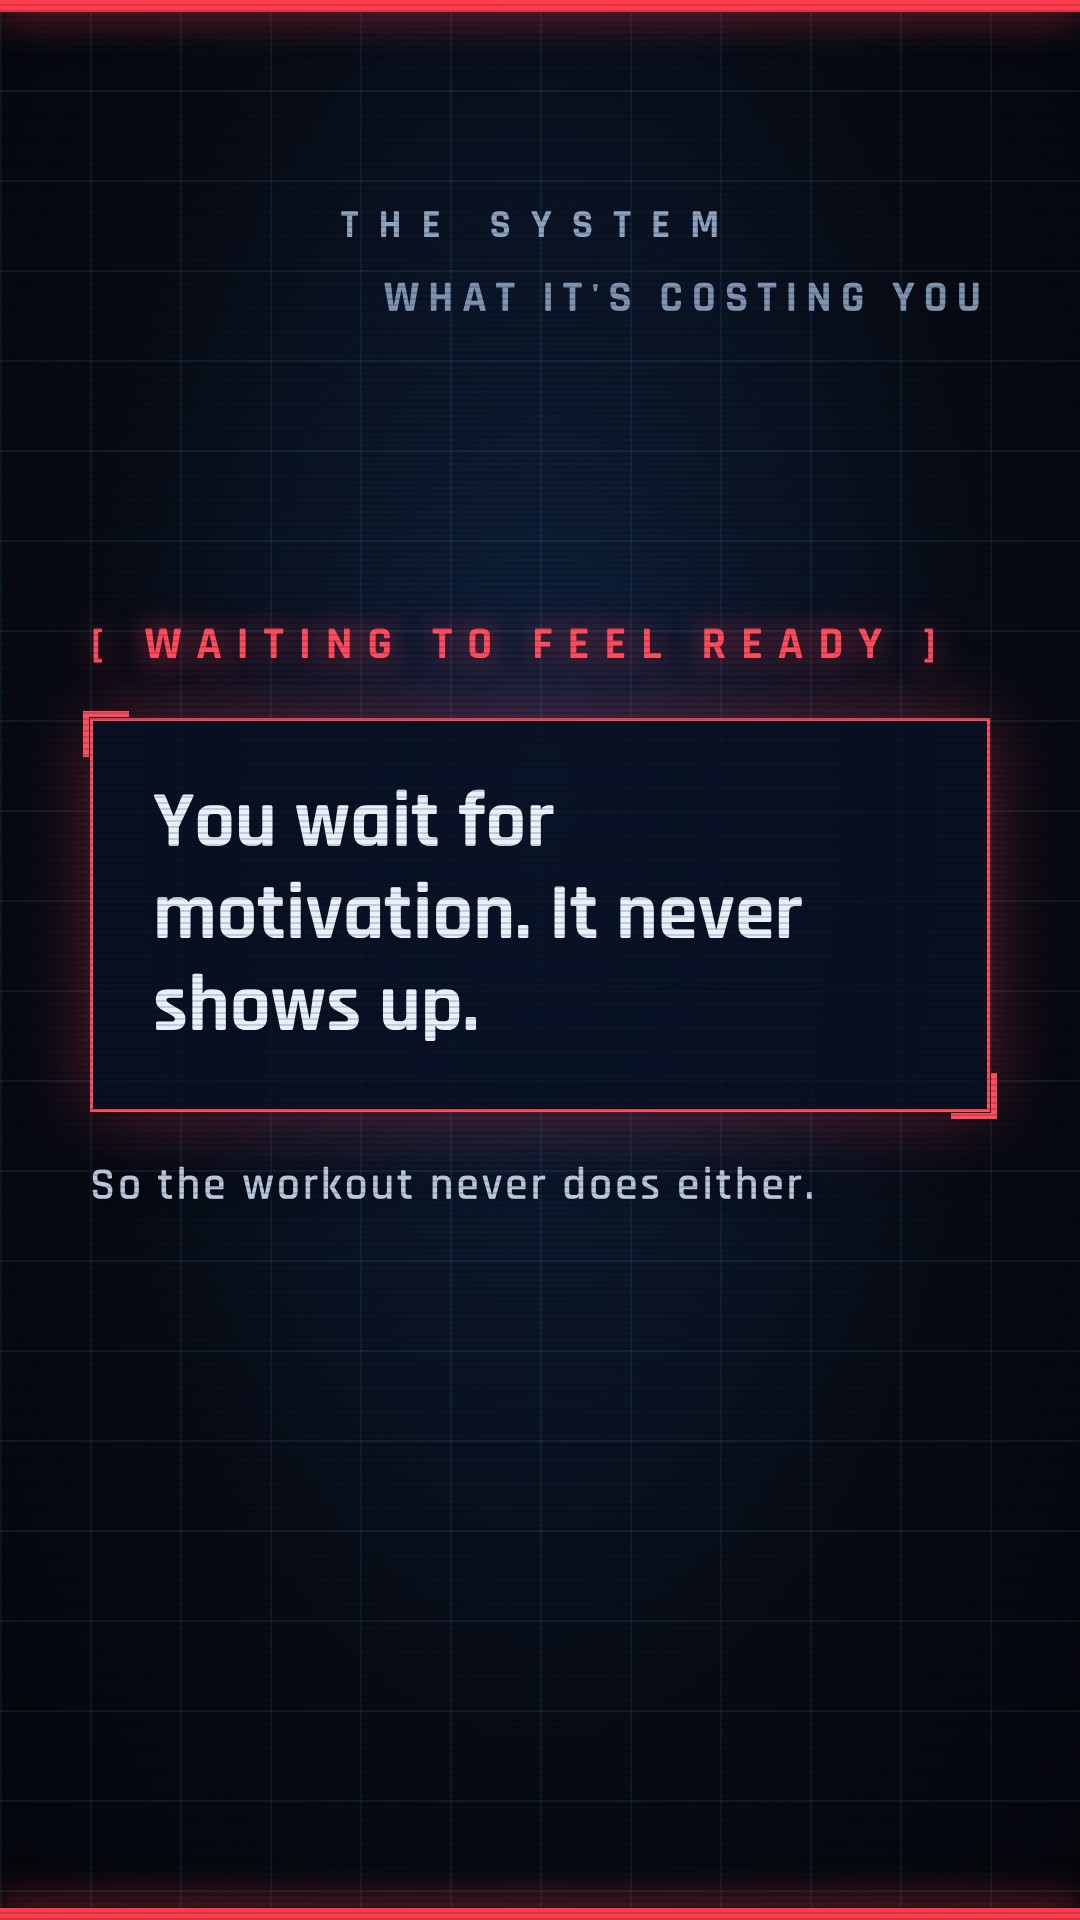 THE SYSTEM
WHAT IT'S COSTING YOU
[ WAITING TO FEEL READY ]
You wait for
motivation. It never
shows up.
So the workout never does either.